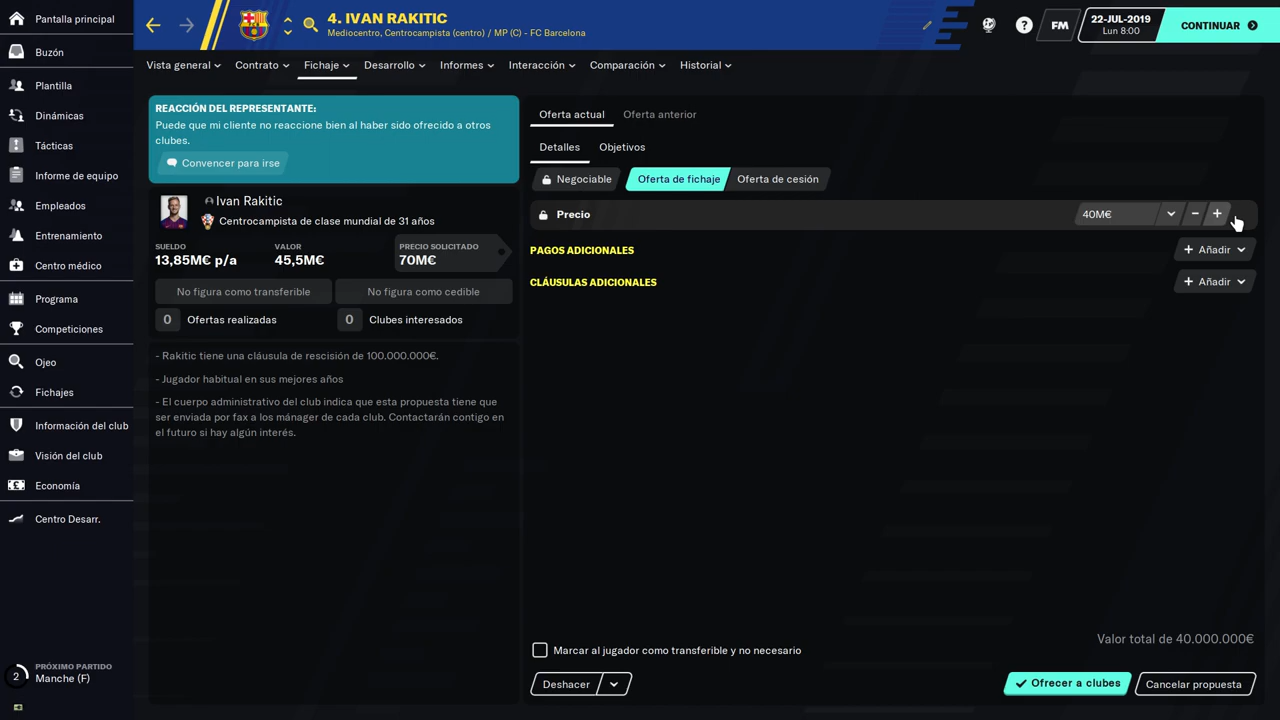 Pantalla principal
Buzón
Plantilla
Dinámicas
Tácticas
Informe de equipo
Empleados
Entrenamiento
Centro médico
Programa
Competiciones
Ojeo
Fichajes
Información del club
Visión del club
Economía
Centro Desarr.
2
PRÓXIMO PARTIDO
Manche (F)
4. IVAN RAKITIC
Mediocentro, Centrocampista (centro) / MP (C) - FC Barcelona
?
FM
22-JUL-2019
Lun 8:00
CONTINUAR
Vista general
Contrato
Fichaje
Desarrollo
Informes
Interacción
Comparación
Historial
REACCIÓN DEL REPRESENTANTE:
Puede que mi cliente no reaccione bien al haber sido ofrecido a otros
clubes.
Convencer para irse
Ivan Rakitic
Centrocampista de clase mundial de 31 años
SUELDO
13,85M€ p/a
VALOR
45,5M€
PRECIO SOLICITADO
70M€
No figura como transferible
No figura como cedible
0 Ofertas realizadas
0 Clubes interesados
- Rakitic tiene una cláusula de rescisión de 100.000.000€.
- Jugador habitual en sus mejores años
- El cuerpo administrativo del club indica que esta propuesta tiene que
ser enviada por fax a los mánager de cada club. Contactarán contigo en
el futuro si hay algún interés.
Oferta actual
Oferta anterior
Detalles
Objetivos
Negociable
Oferta de fichaje
Oferta de cesión
Precio
40M€
- +
PAGOS ADICIONALES
+ Añadir
CLÁUSULAS ADICIONALES
+ Añadir
Valor total de 40.000.000€
Marcar al jugador como transferible y no necesario
Deshacer
Ofrecer a clubes
Cancelar propuesta